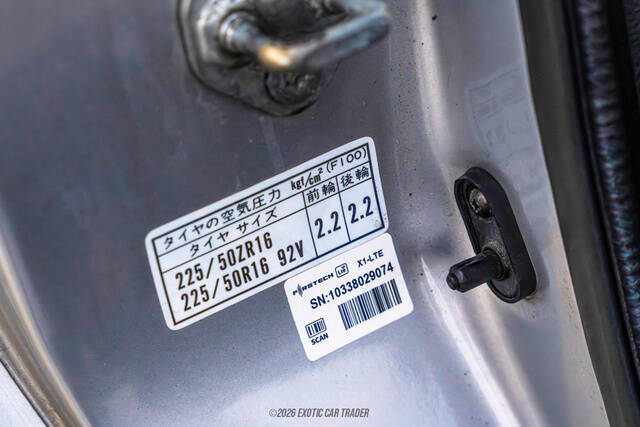 タイヤの空気圧力 kgf/cm² (F100)
タイヤ サイズ 前輪 後輪
225/50ZR16
225/50R16 92V 2.2 2.2
FIRSTECH LTE X1-LTE
SN:10338029074
SCAN
©2026 EXOTIC CAR TRADER